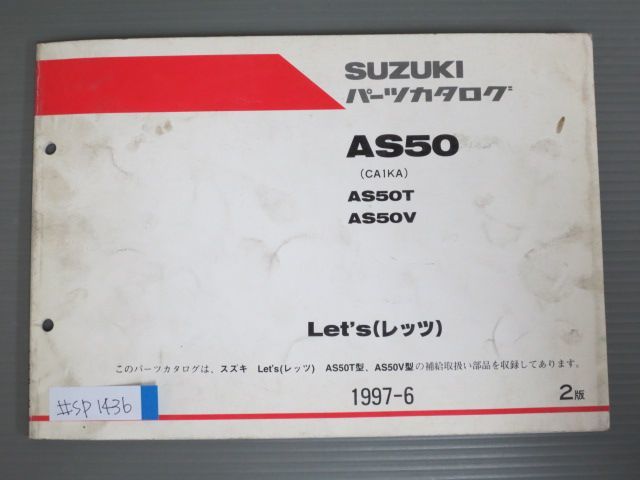 SUZUKI
パーツカタログ
AS50
(CA1KA)
AS50T
AS50V
Let's(レッツ)
このパーツカタログは、スズキ Let's(レッツ) AS50T型、AS50V型の補給取扱い部品を収録してあります。
#SP1436
1997-6
2版